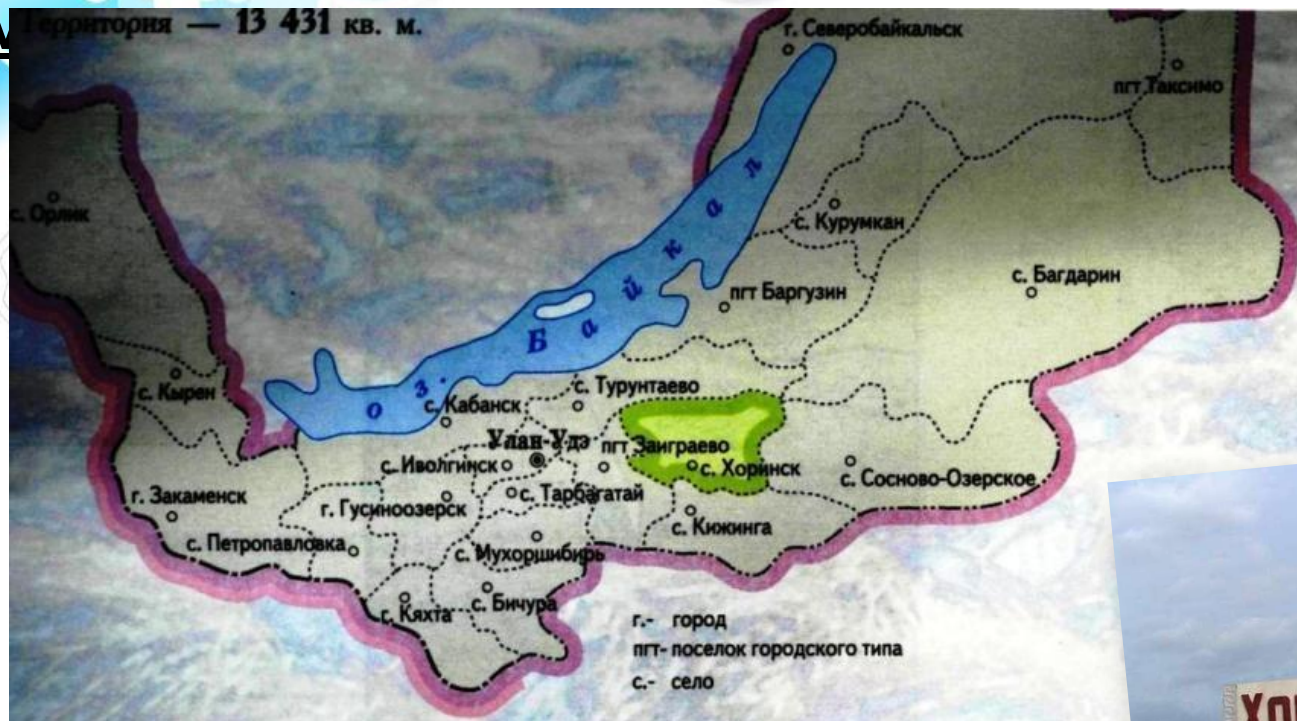 Территория — 13 431 кв. м.
г. Северобайкальск
пгт Таксимо
с. Орлик
с. Курумкан
с. Багдарин
пгт Баргузин
оз. Байкал
с. Кырен
с. Турунтаево
с. Кабанск
Улан-Удэ
пгт Заиграево
с. Иволгинск
с. Хоринск
с. Сосново-Озерское
г. Закаменск
с. Тарбагатай
г. Гусиноозерск
с. Кижинга
с. Петропавловка
с. Мухоршибирь
с. Бичура
г. Кяхта
г.- город
пгт- поселок городского типа
с.- село